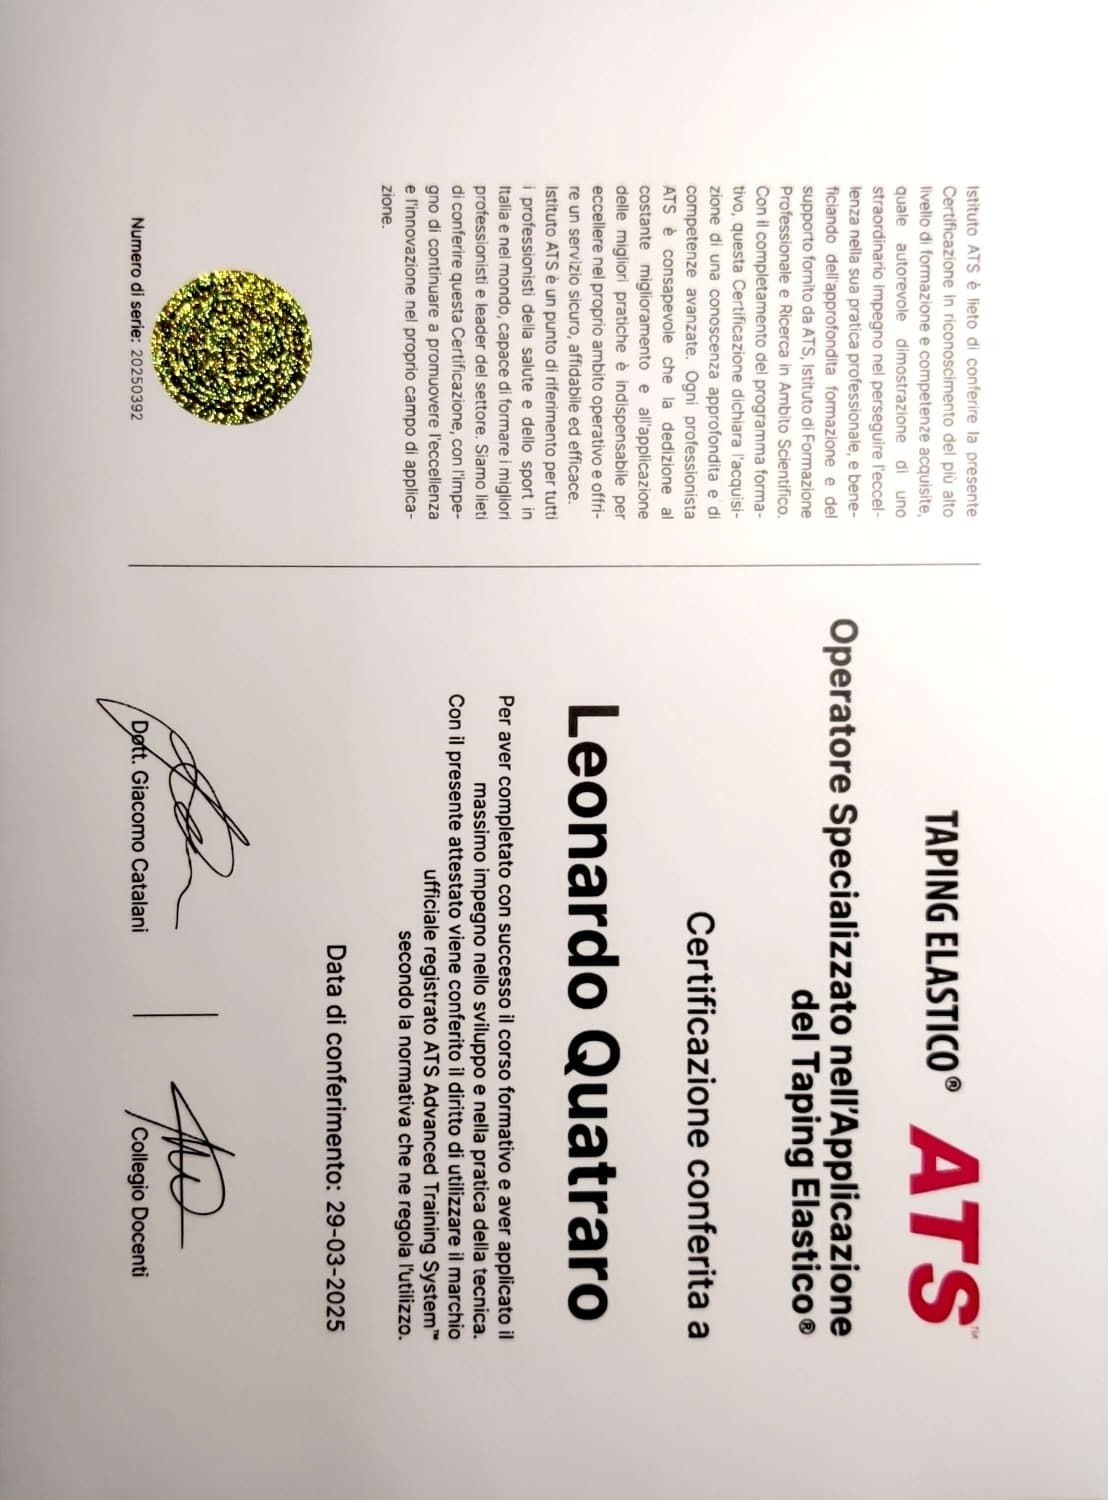 Istituto ATS è lieto di conferire la presente
Certificazione in riconoscimento del più alto
livello di formazione e competenze acquisite,
quale autorevole dimostrazione di uno
straordinario impegno nel perseguire l'eccel-
lenza nella sua pratica professionale, e bene-
ficiando dell'approfondita formazione e del
supporto fornito da ATS, Istituto di Formazione
Professionale e Ricerca in Ambito Scientifico.
Con il completamento del programma forma-
tivo, questa Certificazione dichiara l'acquisi-
zione di una conoscenza approfondita e di
competenze avanzate. Ogni professionista
ATS è consapevole che la dedizione al
costante miglioramento e all'applicazione
delle migliori pratiche è indispensabile per
eccellere nel proprio ambito operativo e offri-
re un servizio sicuro, affidabile ed efficace.
Istituto ATS è un punto di riferimento per tutti
i professionisti della salute e dello sport in
Italia e nel mondo, capace di formare i migliori
professionisti e leader del settore. Siamo lieti
di conferire questa Certificazione, con l'impe-
gno di continuare a promuovere l'eccellenza
e l'innovazione nel proprio campo di applica-
zione.
Numero di serie: 20250392
TAPING ELASTICO® ATS™
Operatore Specializzato nell'Applicazione
del Taping Elastico®
Certificazione conferita a
Leonardo Quatraro
Per aver completato con successo il corso formativo e aver applicato il
massimo impegno nello sviluppo e nella pratica della tecnica.
Con il presente attestato viene conferito il diritto di utilizzare il marchio
ufficiale registrato ATS Advanced Training System™
secondo la normativa che ne regola l'utilizzo.
Data di conferimento: 29-03-2025
Dott. Giacomo Catalani
Collegio Docenti